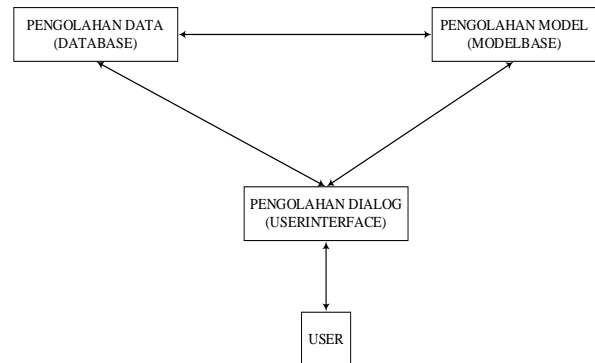 PENGOLAHAN DATA
(DATABASE)
PENGOLAHAN MODEL
(MODELBASE)
PENGOLAHAN DIALOG
(USERINTERFACE)
USER